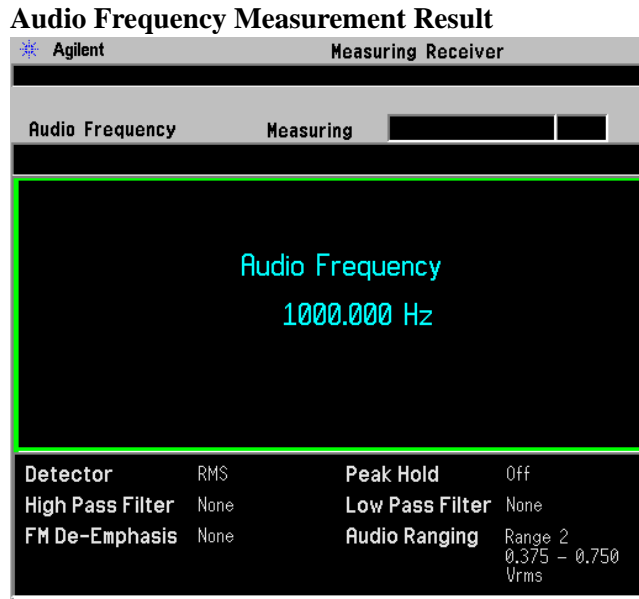 Audio Frequency Measurement Result
Agilent Measuring Receiver
Audio Frequency Measuring
Audio Frequency
1000.000 Hz
Detector RMS Peak Hold Off
High Pass Filter None Low Pass Filter None
FM De-Emphasis None Audio Ranging Range 2
0.375 - 0.750
Vrms